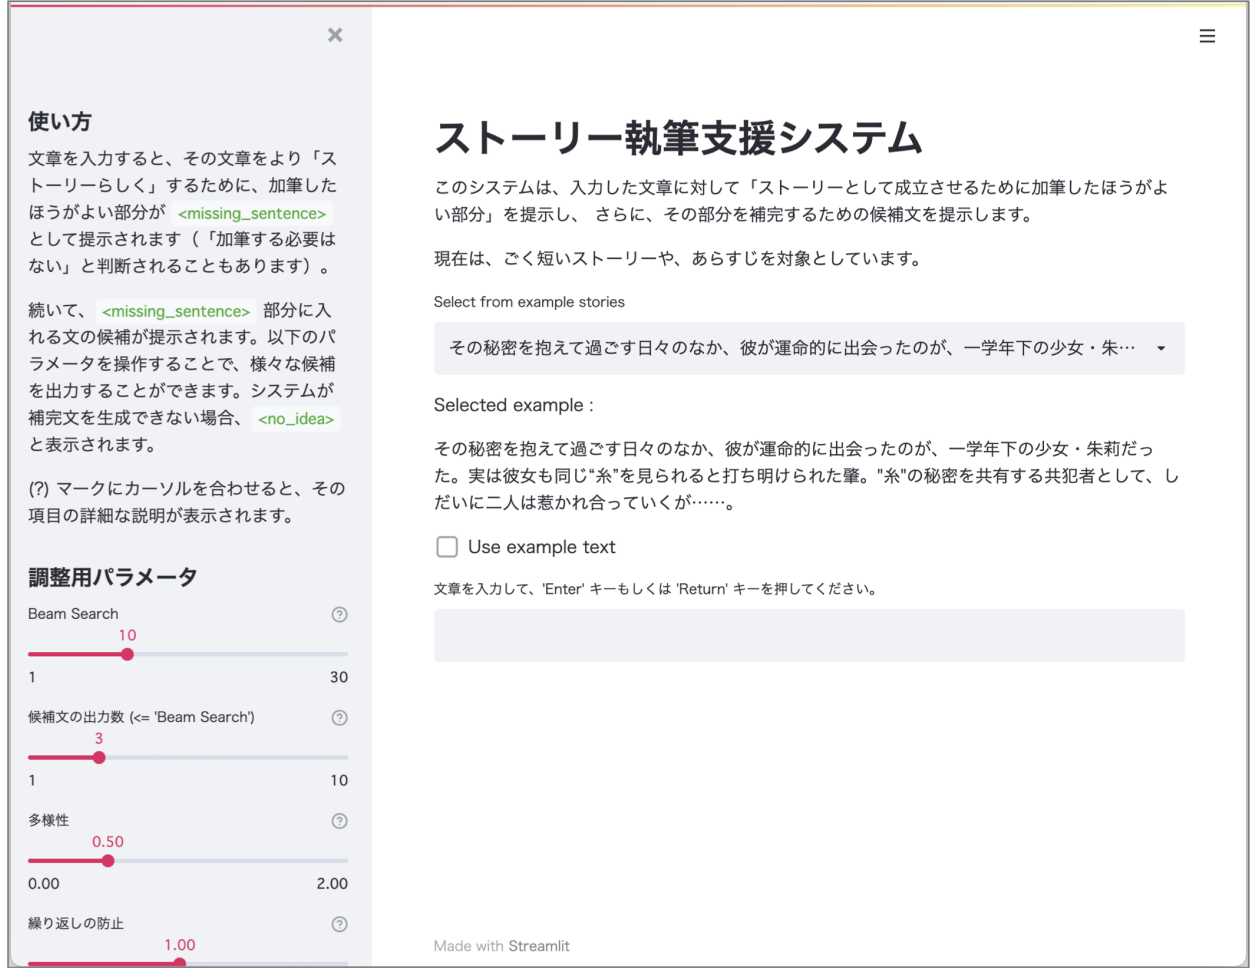 使い方
文章を入力すると、その文章をより「ス
トーリーらしく」するために、加筆した
ほうがよい部分が <missing_sentence>
として提示されます（「加筆する必要は
ない」と判断されることもあります）。
続いて、 <missing_sentence> 部分に入
れる文の候補が提示されます。以下のパ
ラメータを操作することで、様々な候補
を出力することができます。システムが
補完文を生成できない場合、 <no_idea>
と表示されます。
(?) マークにカーソルを合わせると、その
項目の詳細な説明が表示されます。
調整用パラメータ
Beam Search
10
1 30
候補文の出力数 (<= 'Beam Search')
3
1 10
多様性
0.50
0.00 2.00
繰り返しの防止
1.00
ストーリー執筆支援システム
このシステムは、入力した文章に対して「ストーリーとして成立させるために加筆したほうがよ
い部分」を提示し、 さらに、その部分を補完するための候補文を提示します。
現在は、ごく短いストーリーや、あらすじを対象としています。
Select from example stories
その秘密を抱えて過ごす日々のなか、彼が運命的に出会ったのが、一学年下の少女・朱…
Selected example :
その秘密を抱えて過ごす日々のなか、彼が運命的に出会ったのが、一学年下の少女・朱莉だっ
た。実は彼女も同じ“糸”を見られると打ち明けられた肇。"糸"の秘密を共有する共犯者として、し
だいに二人は惹かれ合っていくが……。
Use example text
文章を入力して、'Enter' キーもしくは 'Return' キーを押してください。
Made with Streamlit